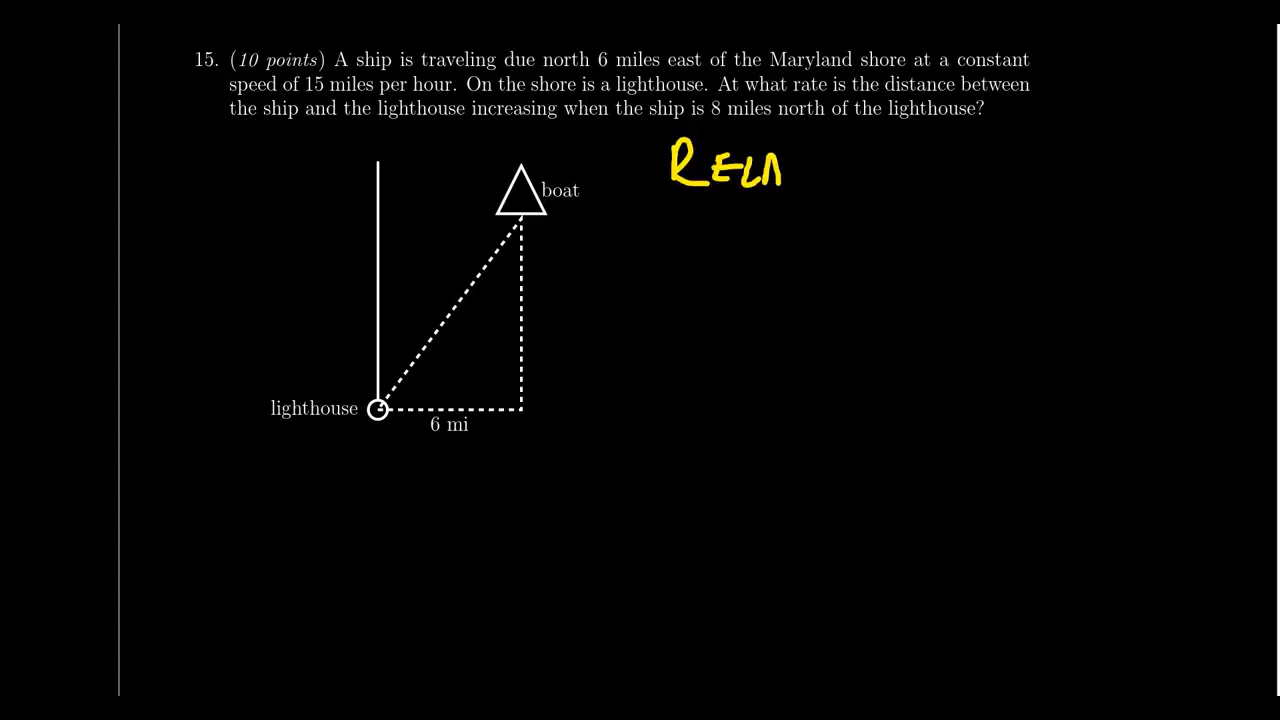 15. (10 points) A ship is traveling due north 6 miles east of the Maryland shore at a constant
speed of 15 miles per hour. On the shore is a lighthouse. At what rate is the distance between
the ship and the lighthouse increasing when the ship is 8 miles north of the lighthouse?
RELA
boat
lighthouse
6 mi